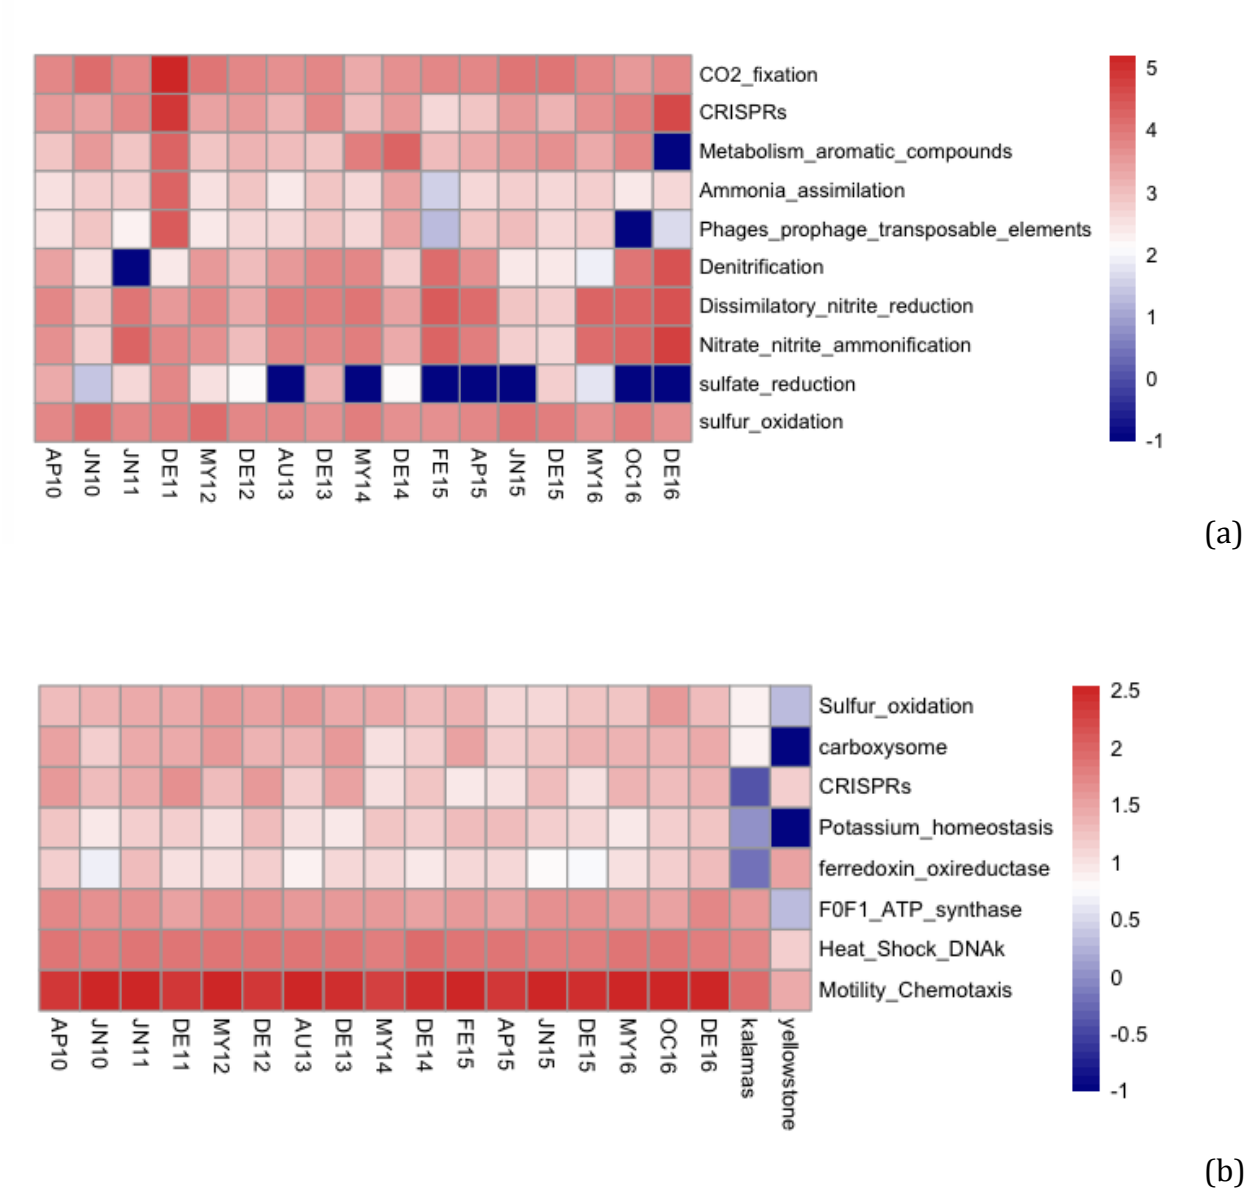 CO2_fixation
CRISPRs
Metabolism_aromatic_compounds
Ammonia_assimilation
Phages_prophage_transposable_elements
Denitrification
Dissimilatory_nitrite_reduction
Nitrate_nitrite_ammonification
sulfate_reduction
sulfur_oxidation
5
4
3
2
1
0
-1
AP10 JN10 JN11 DE11 MY12 DE12 AU13 DE13 MY14 DE14 FE15 AP15 JN15 DE15 MY16 OC16 DE16
(a)
Sulfur_oxidation
carboxysome
CRISPRs
Potassium_homeostasis
ferredoxin_oxireductase
F0F1_ATP_synthase
Heat_Shock_DNAk
Motility_Chemotaxis
2.5
2
1.5
1
0.5
0
-0.5
-1
AP10 JN10 JN11 DE11 MY12 DE12 AU13 DE13 MY14 DE14 FE15 AP15 JN15 DE15 MY16 OC16 DE16 kalamas yellowstone
(b)